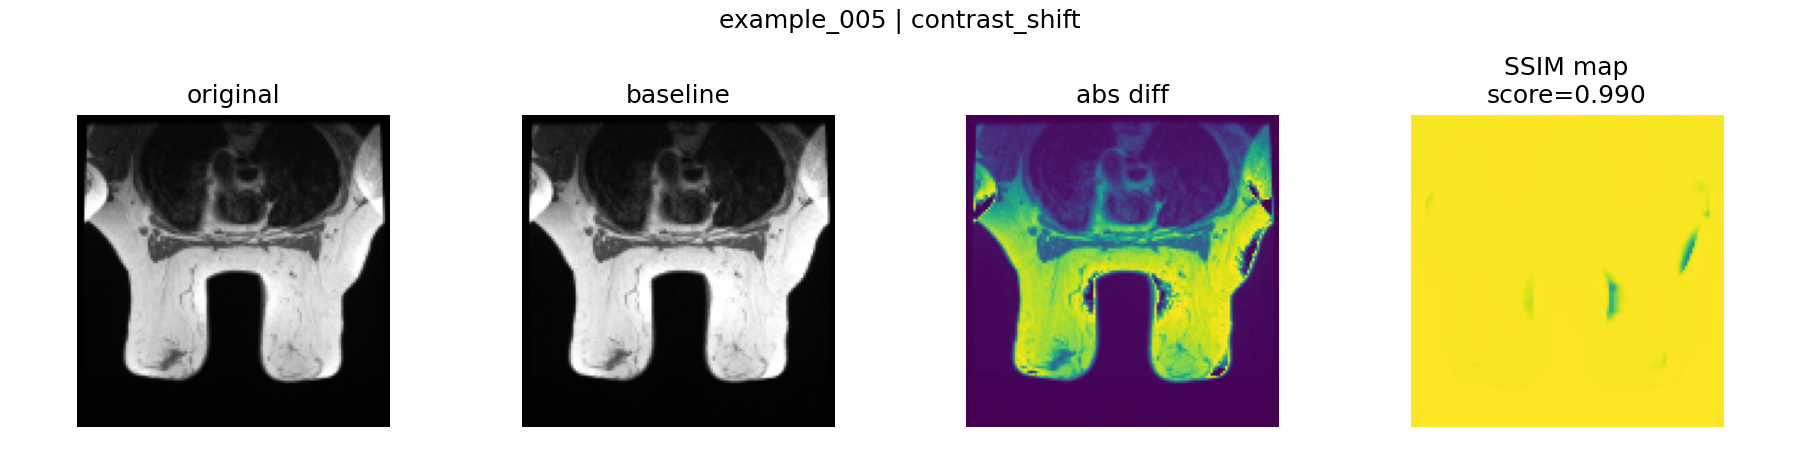 example_005 | contrast_shift
original
baseline
abs diff
SSIM map
score=0.990